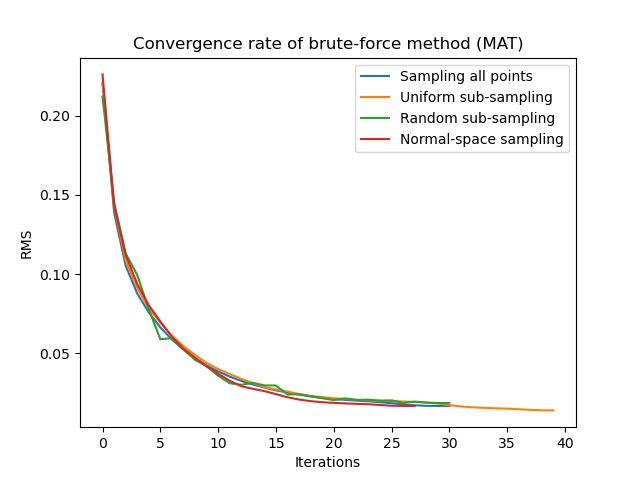 Convergence rate of brute-force method (MAT)
Sampling all points
Uniform sub-sampling
Random sub-sampling
Normal-space sampling
0.20
0.15
0.10
0.05
RMS
0 5 10 15 20 25 30 35 40
Iterations